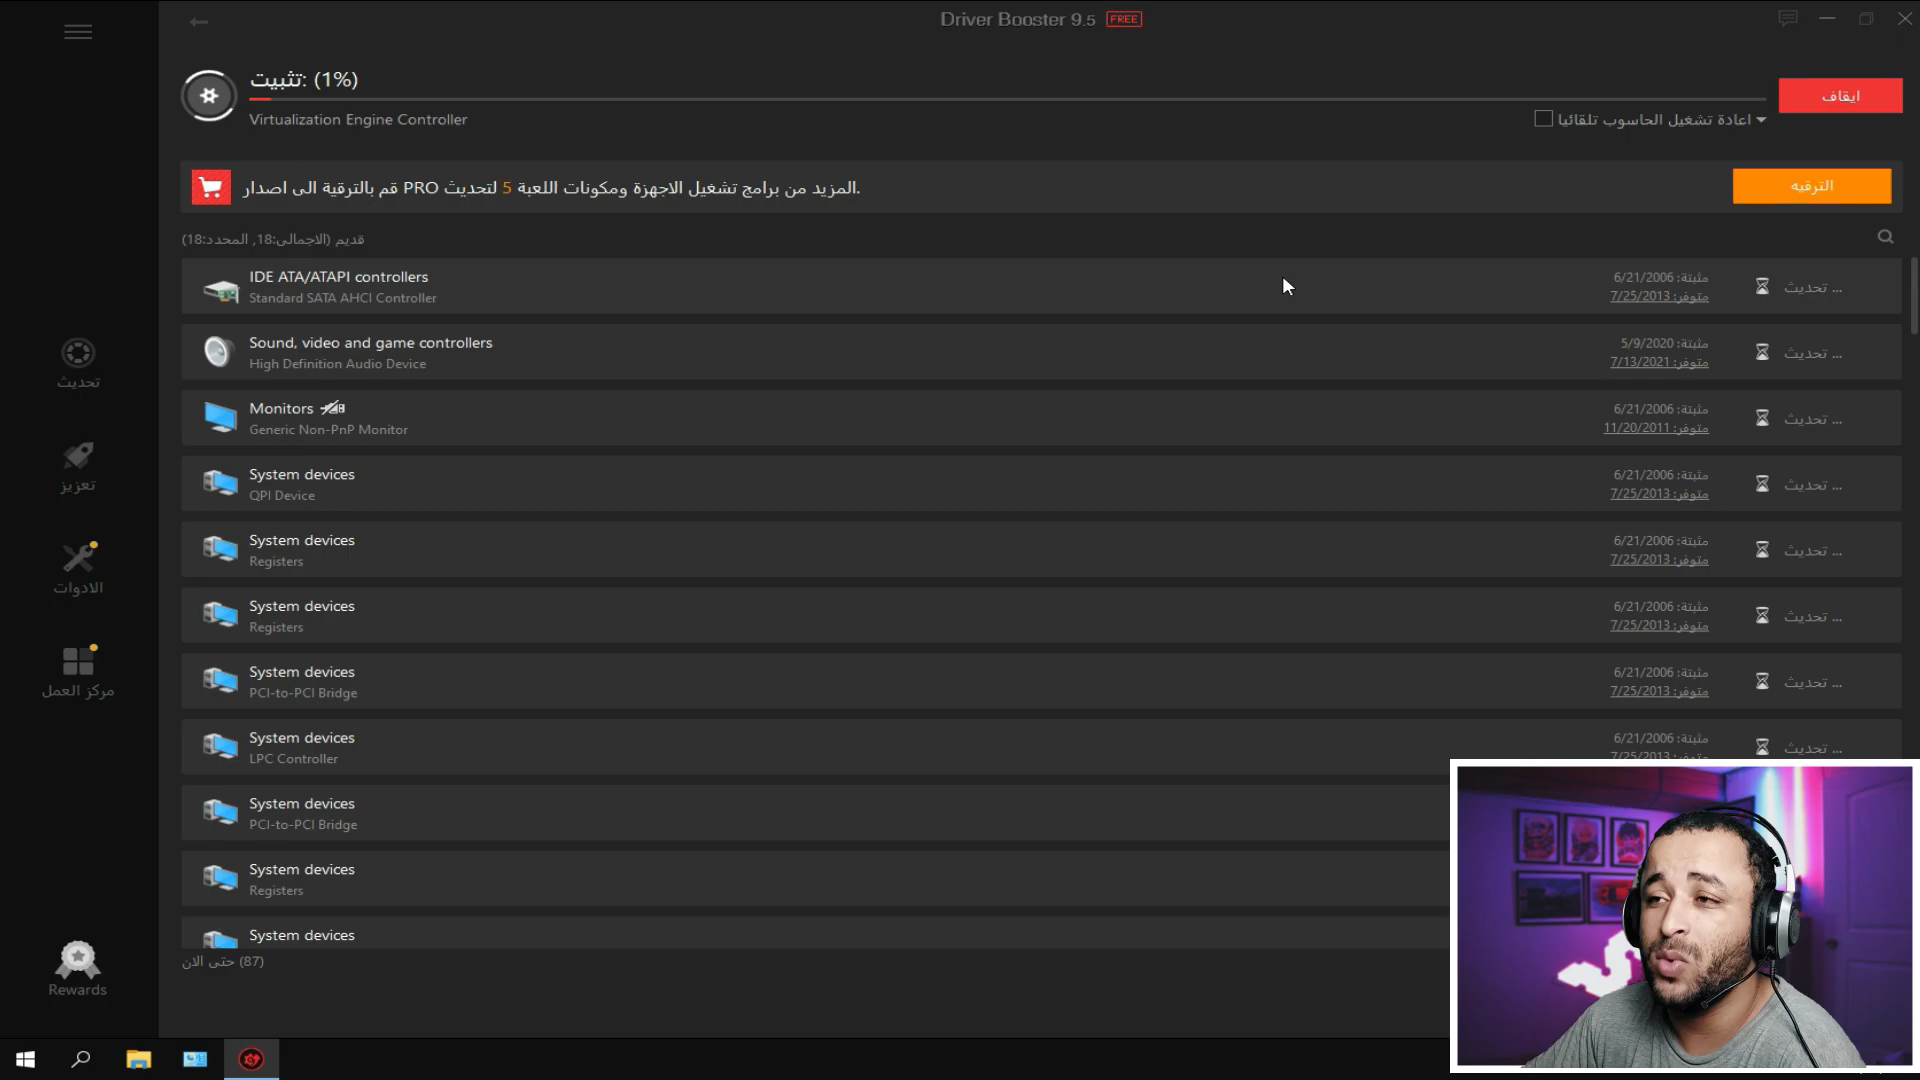 Driver Booster 9.5 FREE
تثبيت: (1%)
ايقاف
Virtualization Engine Controller
اعادة تشغيل الحاسوب تلقائيا
قم بالترقية الى اصدار PRO لتحديث 5 المزيد من برامج تشغيل الاجهزة ومكونات اللعبة.
الترقيه
قديم (الاجمالى:18, المحدد:18)
IDE ATA/ATAPI controllers
Standard SATA AHCI Controller
مثبتة: 6/21/2006
متوفر: 7/25/2013
تحديث ...
Sound, video and game controllers
High Definition Audio Device
مثبتة: 5/9/2020
متوفر: 7/13/2021
تحديث ...
Monitors
Generic Non-PnP Monitor
مثبتة: 6/21/2006
متوفر: 11/20/2011
تحديث ...
System devices
QPI Device
مثبتة: 6/21/2006
متوفر: 7/25/2013
تحديث ...
System devices
Registers
مثبتة: 6/21/2006
متوفر: 7/25/2013
تحديث ...
System devices
Registers
مثبتة: 6/21/2006
متوفر: 7/25/2013
تحديث ...
System devices
PCI-to-PCI Bridge
مثبتة: 6/21/2006
متوفر: 7/25/2013
تحديث ...
System devices
LPC Controller
مثبتة: 6/21/2006
متوفر: 7/25/2013
تحديث ...
System devices
PCI-to-PCI Bridge
System devices
Registers
System devices
حتى الان (87)
تحديث
تعزيز
الادوات
مركز العمل
Rewards